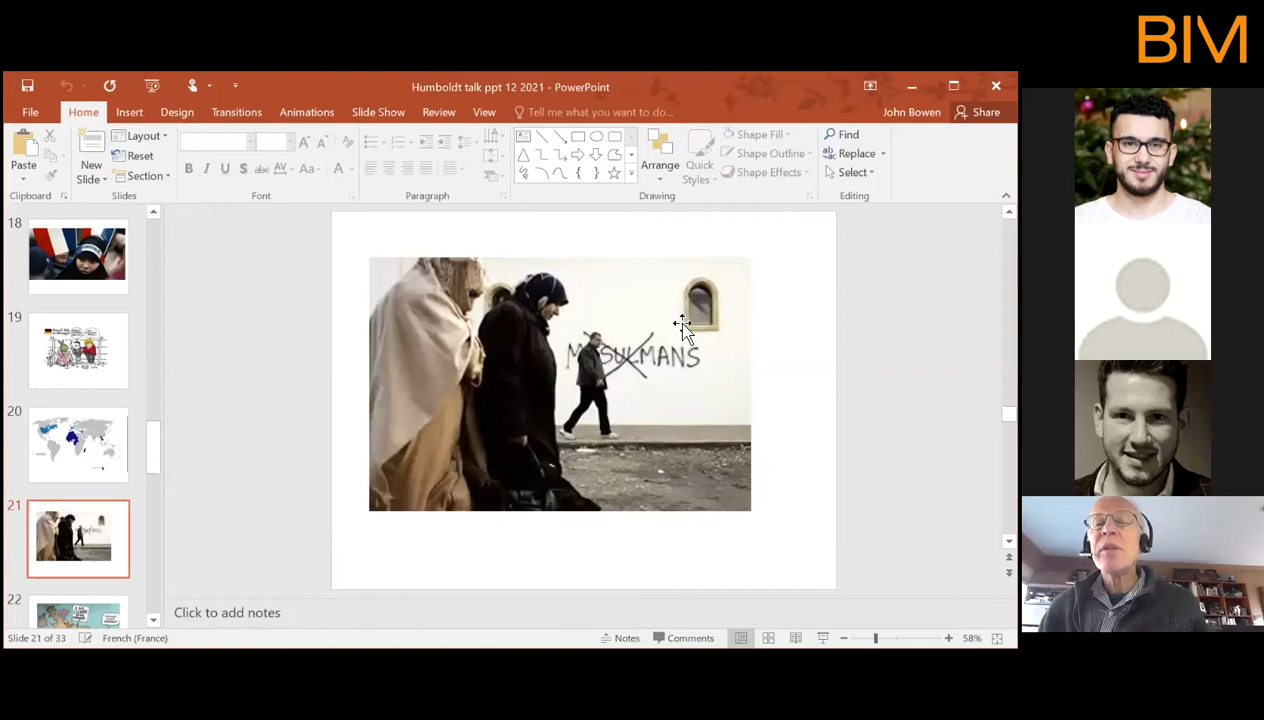 BIM
Humboldt talk ppt 12 2021 - PowerPoint
File Home Insert Design Transitions Animations Slide Show Review View Tell me what you want to do... John Bowen Share
Paste
New Slide
Layout
Reset
Section
B I U S abc AV Aa A
Arrange
Quick Styles
Shape Fill
Shape Outline
Shape Effects
Find
Replace
Select
Clipboard Slides Font Paragraph Drawing Editing
18
19
20
21
22
MUSULMANS
Click to add notes
Slide 21 of 33 French (France) Notes Comments 58%